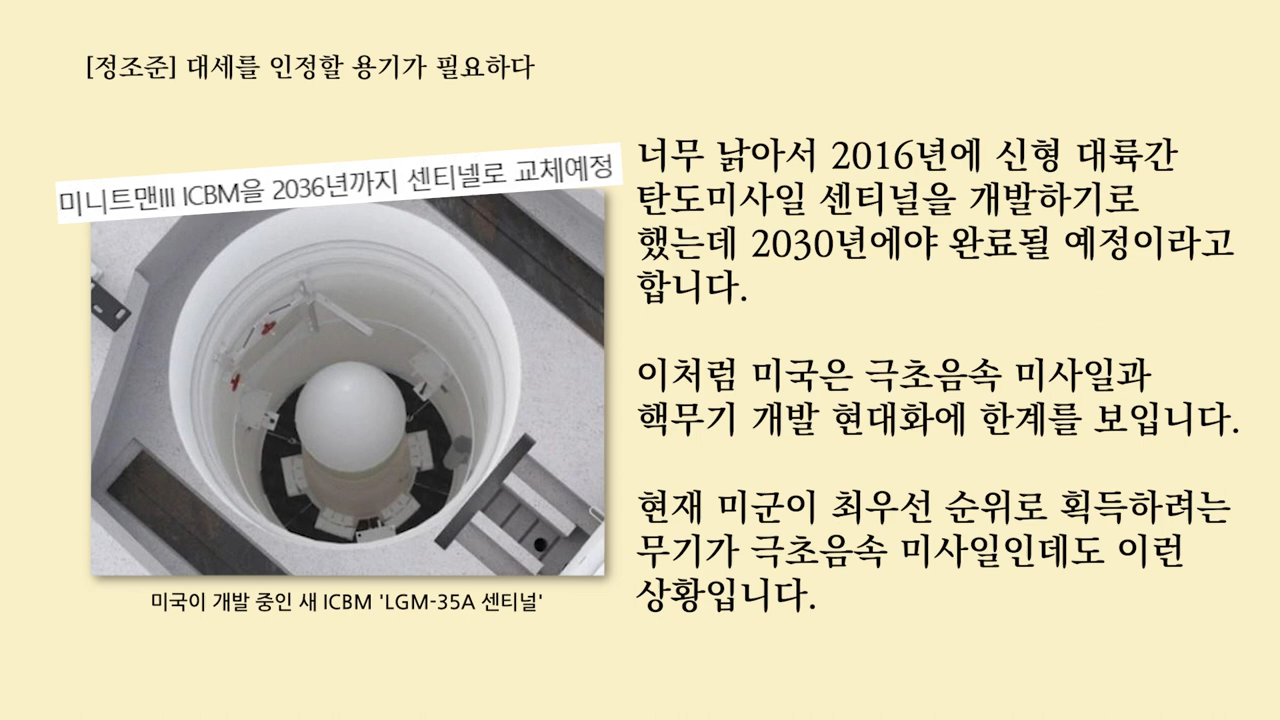 [정조준] 대세를 인정할 용기가 필요하다
미니트맨III ICBM을 2036년까지 센티넬로 교체예정
미국이 개발 중인 새 ICBM 'LGM-35A 센티널'
너무 낡아서 2016년에 신형 대륙간
탄도미사일 센티널을 개발하기로
했는데 2030년에야 완료될 예정이라고
합니다.
이처럼 미국은 극초음속 미사일과
핵무기 개발 현대화에 한계를 보입니다.
현재 미군이 최우선 순위로 획득하려는
무기가 극초음속 미사일인데도 이런
상황입니다.